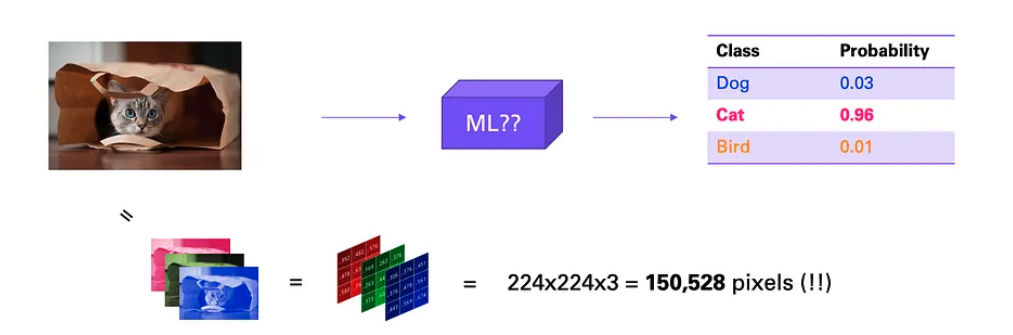 Class Probability
Dog 0.03
ML??
Cat 0.96
Bird 0.01
=
= = 224x224x3 = 150,528 pixels (!!)